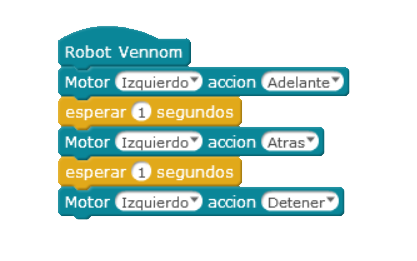 Robot Vennom
Motor Izquierdo accion Adelante
esperar 1 segundos
Motor Izquierdo accion Atras
esperar 1 segundos
Motor Izquierdo accion Detener